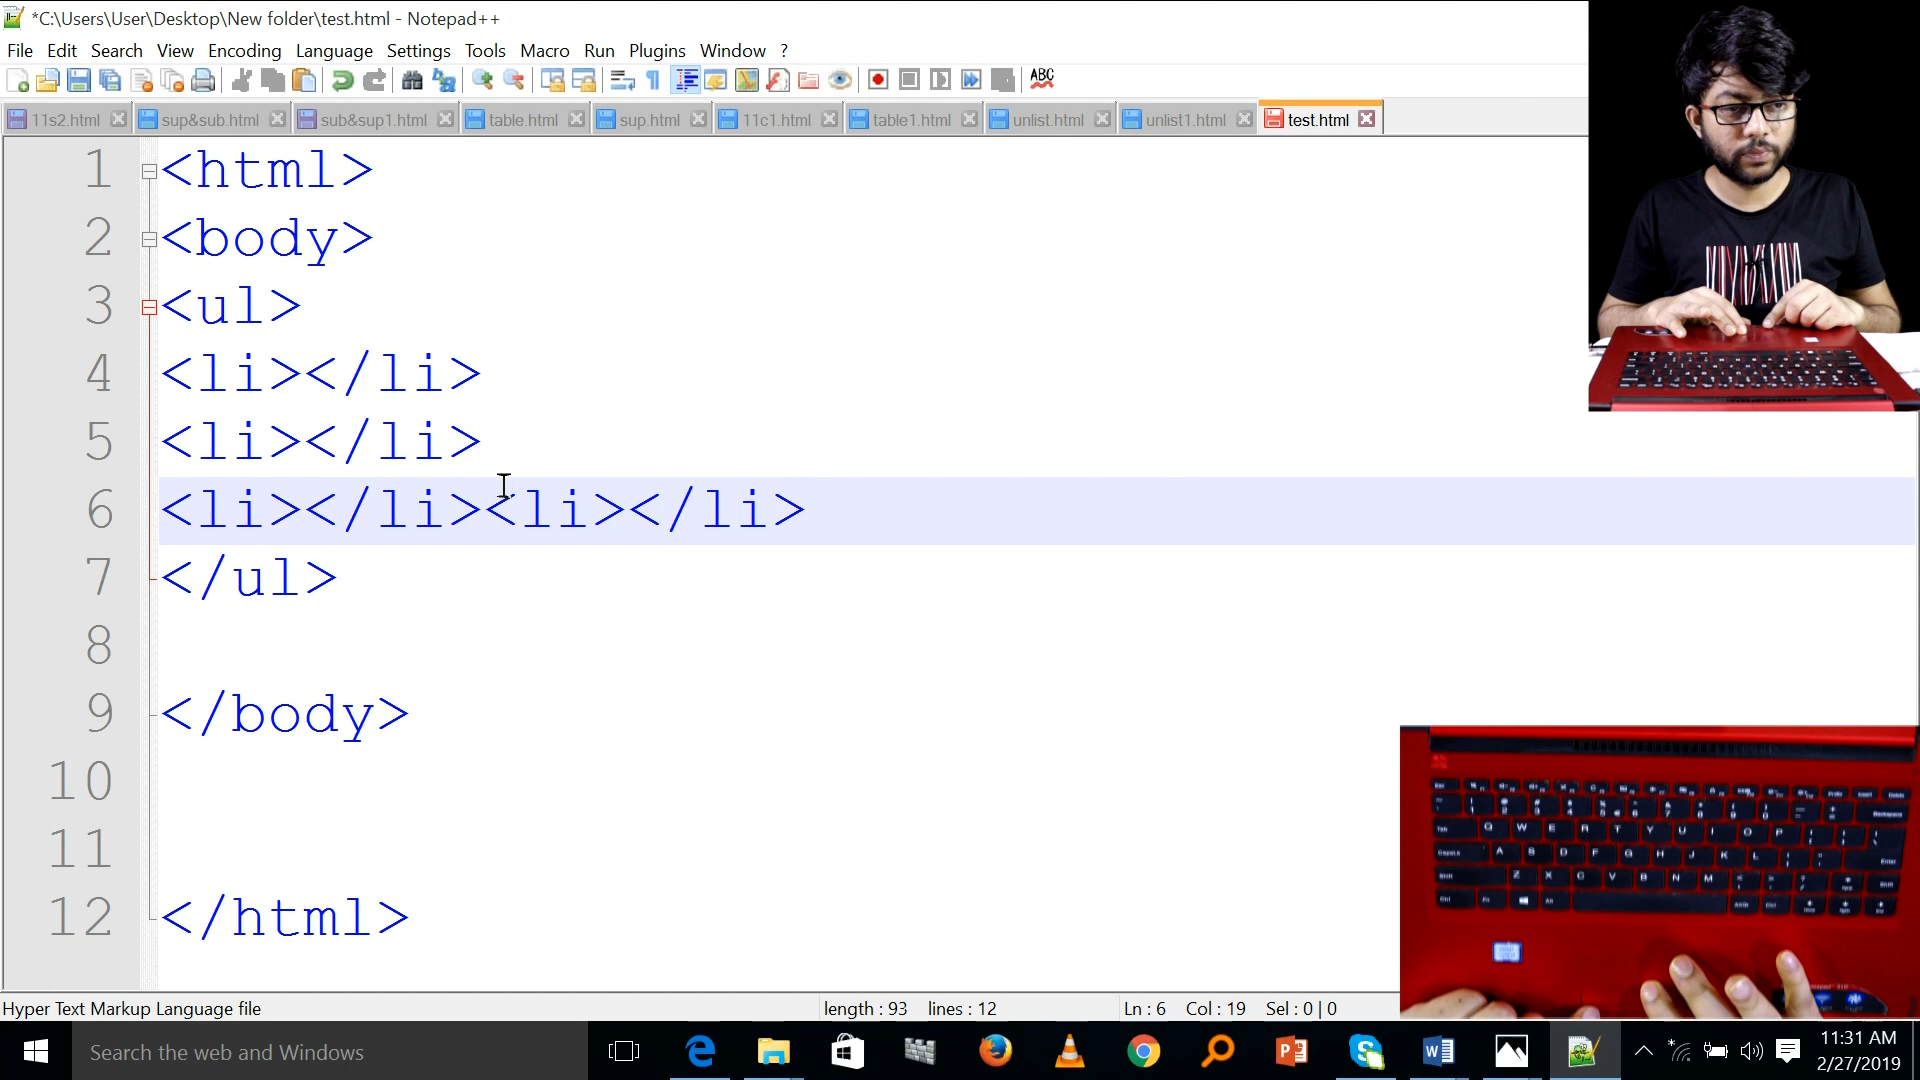 *C:\Users\User\Desktop\New folder\test.html - Notepad++
File Edit Search View Encoding Language Settings Tools Macro Run Plugins Window ?
ABC
11s2.html sup&sub.html sub&sup1.html table.html sup.html 11c1.html table1.html unlist.html unlist1.html test.html
1 <html>
2 <body>
3 <ul>
4 <li></li>
5 <li></li>
6 <li></li><li></li>
7 </ul>
8
9 </body>
10
11
12 </html>
Hyper Text Markup Language file length : 93 lines : 12 Ln : 6 Col : 19 Sel : 0 | 0
Search the web and Windows
11:31 AM
2/27/2019
Q W E R T Y U I O P
A S D F G H J K L
Z X C V B N M